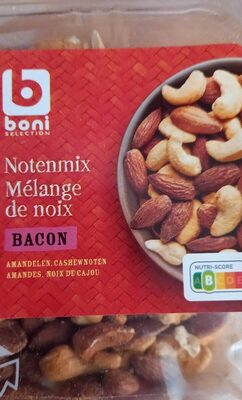 boni
SELECTION
Notenmix
Mélange
de noix
BACON
AMANDELEN, CASHEWNOTEN
AMANDES, NOIX DE CAJOU
NUTRI-SCORE
A B C D E